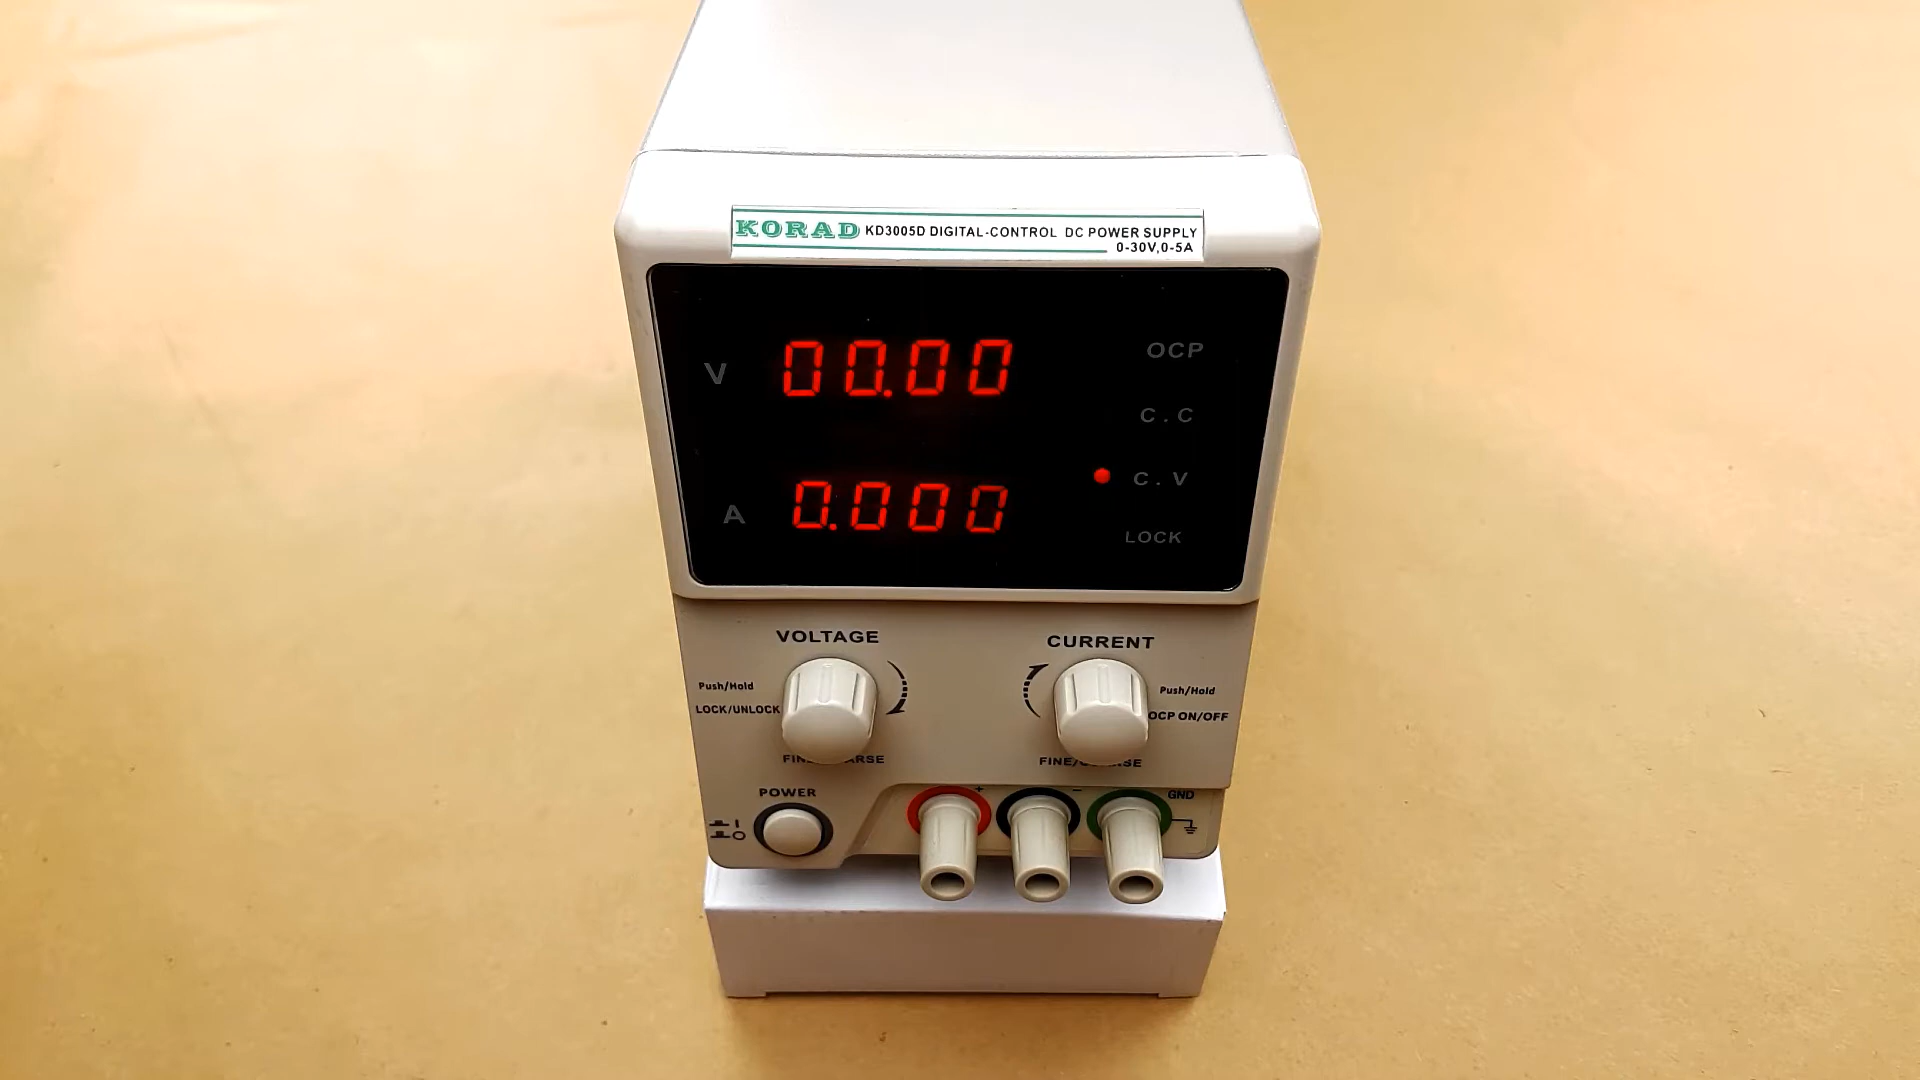 KORAD KD3005D DIGITAL-CONTROL DC POWER SUPPLY
0-30V,0-5A
V 00.00
OCP
C.C
C.V
A 0.000
LOCK
VOLTAGE
CURRENT
Push/Hold
LOCK/UNLOCK
Push/Hold
OCP ON/OFF
FINE/
POWER
+
-
GND
I
O